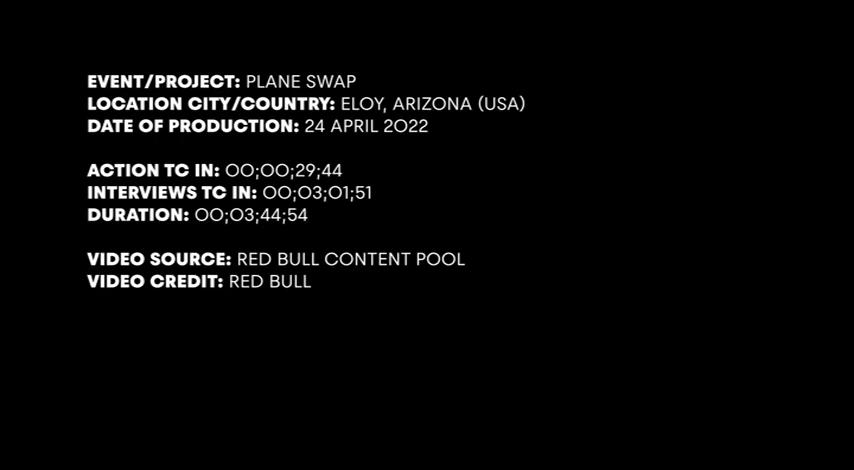 EVENT/PROJECT: PLANE SWAP
LOCATION CITY/COUNTRY: ELOY, ARIZONA (USA)
DATE OF PRODUCTION: 24 APRIL 2022
ACTION TC IN: 00;00;29;44
INTERVIEWS TC IN: 00;03;01;51
DURATION: 00;03;44;54
VIDEO SOURCE: RED BULL CONTENT POOL
VIDEO CREDIT: RED BULL